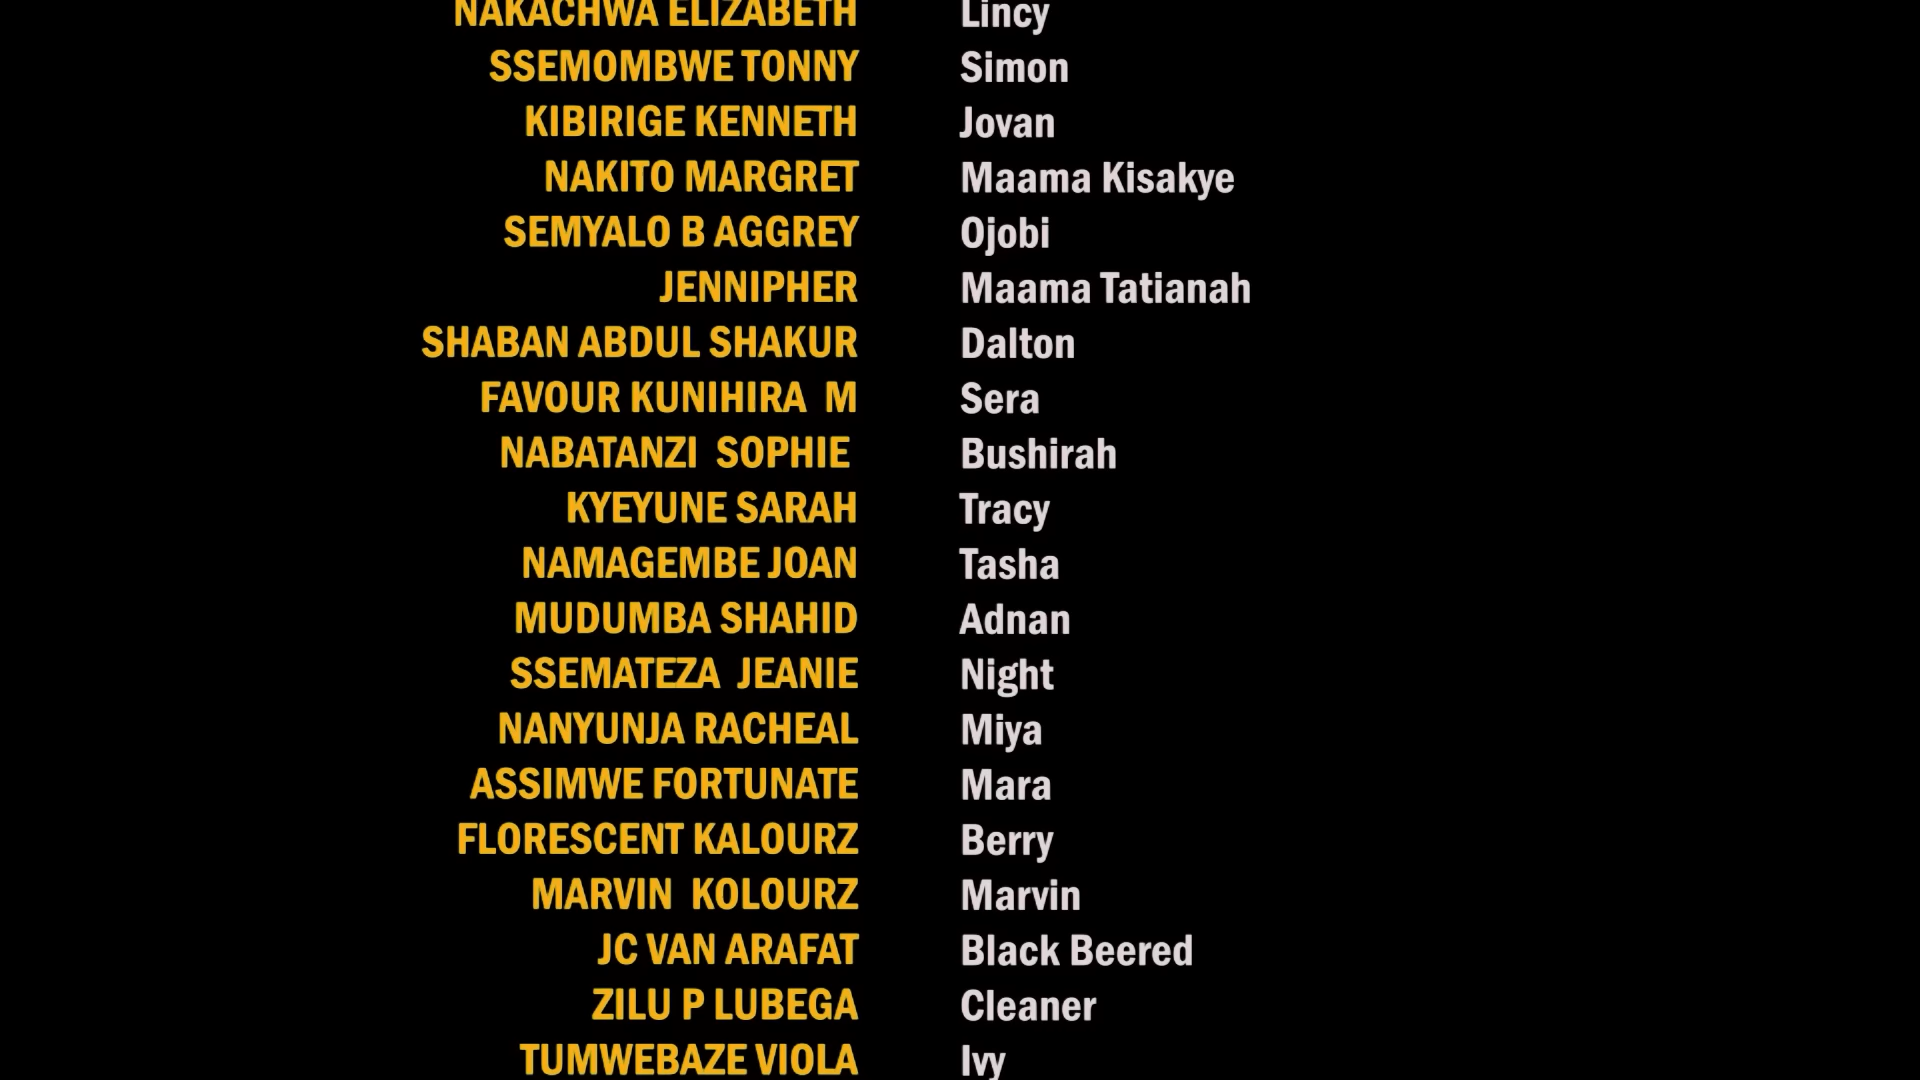 NAKACHWA ELIZABETH Lincy
SSEMOMBWE TONNY Simon
KIBIRIGE KENNETH Jovan
NAKITO MARGRET Maama Kisakye
SEMYALO B AGGREY Ojobi
JENNIPHER Maama Tatianah
SHABAN ABDUL SHAKUR Dalton
FAVOUR KUNIHIRA M Sera
NABATANZI SOPHIE Bushirah
KYEYUNE SARAH Tracy
NAMAGEMBE JOAN Tasha
MUDUMBA SHAHID Adnan
SSEMATEZA JEANIE Night
NANYUNJA RACHEAL Miya
ASSIMWE FORTUNATE Mara
FLORESCENT KALOURZ Berry
MARVIN KOLOURZ Marvin
JC VAN ARAFAT Black Beered
ZILU P LUBEGA Cleaner
TUMWEBAZE VIOLA Ivy